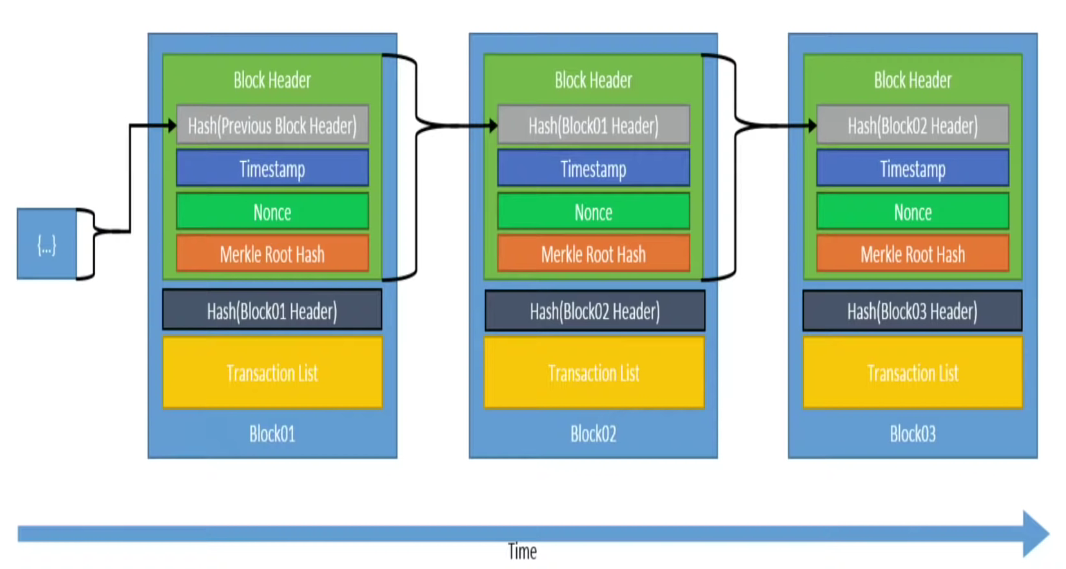 {...}
Block Header
Hash(Previous Block Header)
Timestamp
Nonce
Merkle Root Hash
Hash(Block01 Header)
Transaction List
Block01
Block Header
Hash(Block01 Header)
Timestamp
Nonce
Merkle Root Hash
Hash(Block02 Header)
Transaction List
Block02
Block Header
Hash(Block02 Header)
Timestamp
Nonce
Merkle Root Hash
Hash(Block03 Header)
Transaction List
Block03
Time